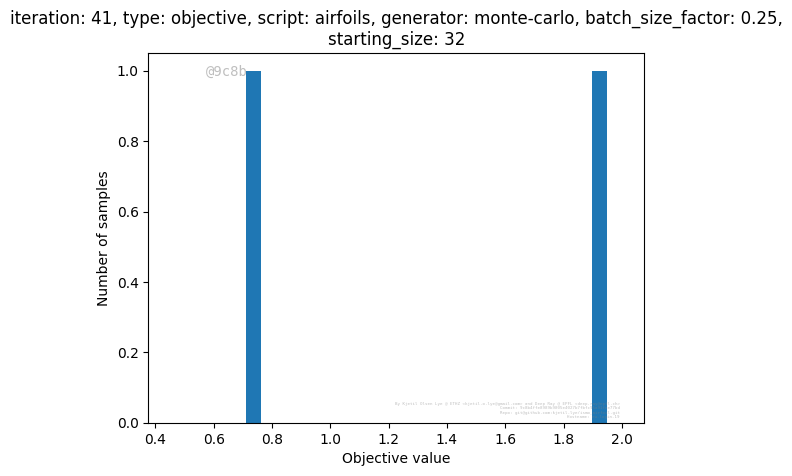 iteration: 41, type: objective, script: airfoils, generator: monte-carlo, batch_size_factor: 0.25,
starting_size: 32
@9c8b
1.0
0.8
0.6
0.4
0.2
0.0
Number of samples
0.4 0.6 0.8 1.0 1.2 1.4 1.6 1.8 2.0
Objective value